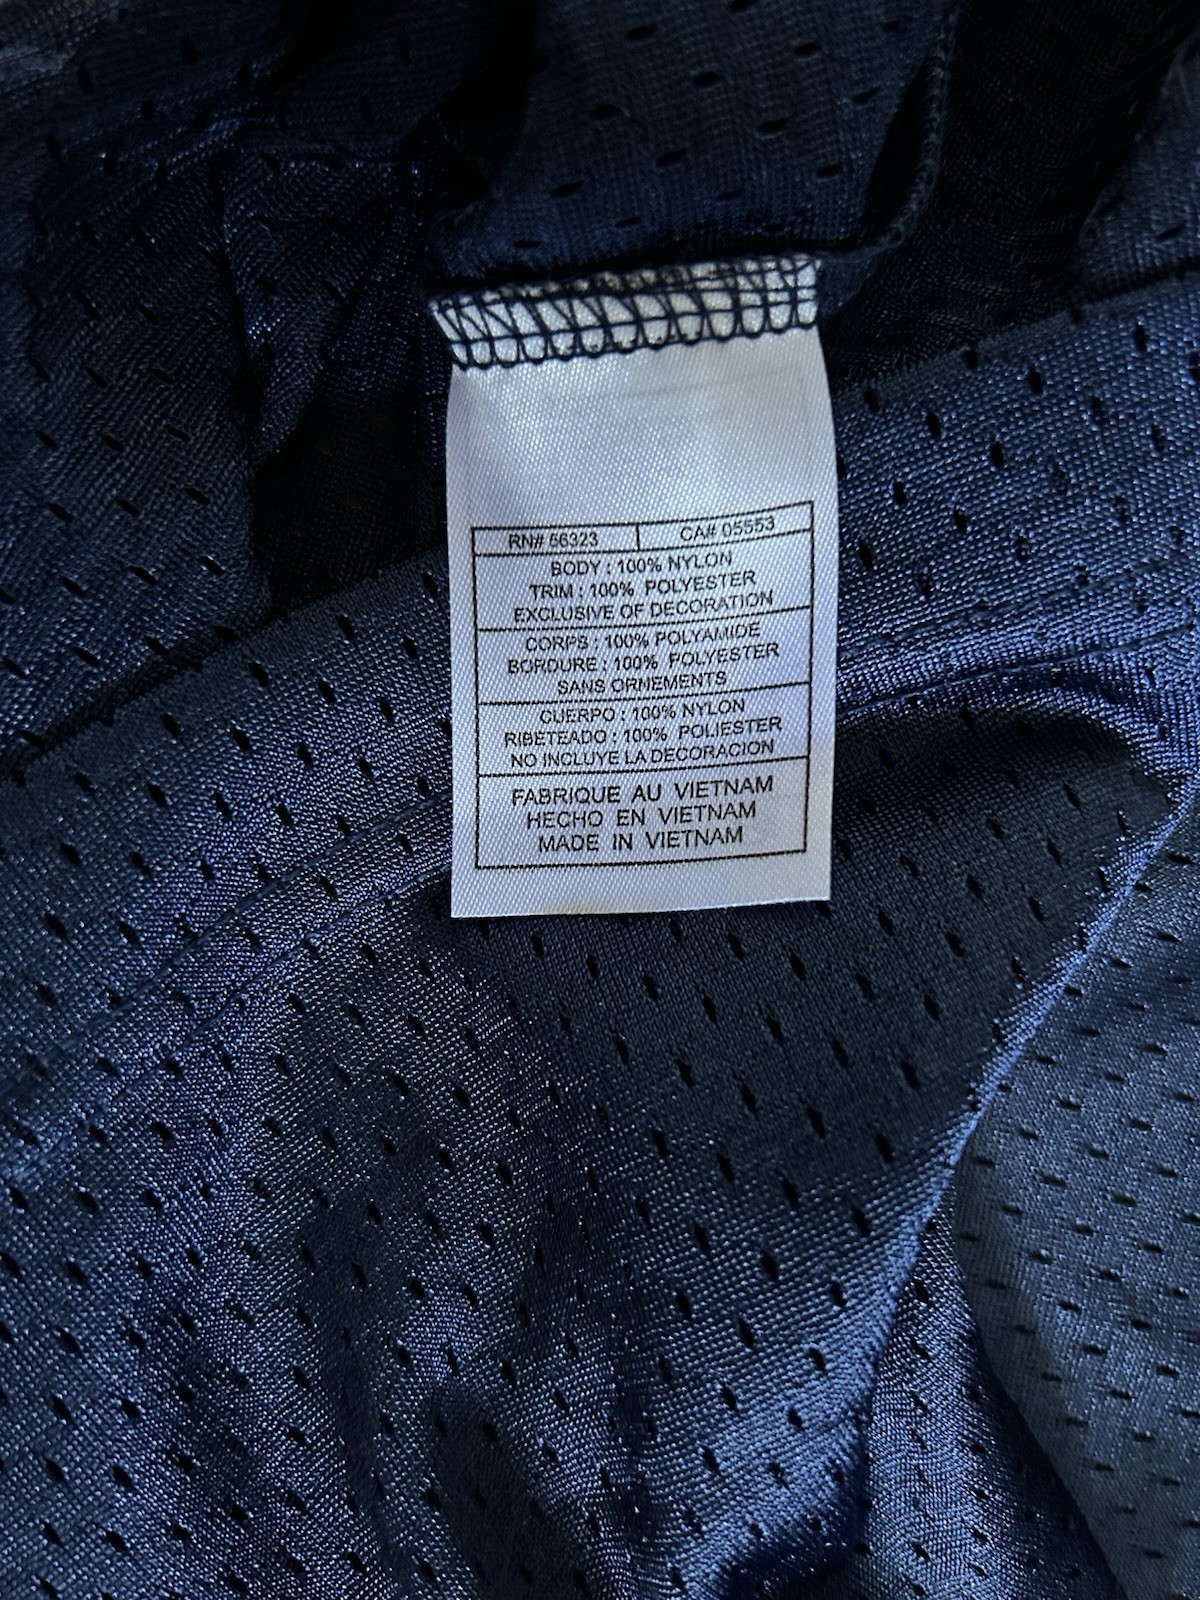 RN# 56323 CA# 05553
BODY : 100% NYLON
TRIM : 100% POLYESTER
EXCLUSIVE OF DECORATION
CORPS : 100% POLYAMIDE
BORDURE : 100% POLYESTER
SANS ORNEMENTS
CUERPO : 100% NYLON
RIBETEADO : 100% POLIESTER
NO INCLUYE LA DECORACION
FABRIQUE AU VIETNAM
HECHO EN VIETNAM
MADE IN VIETNAM